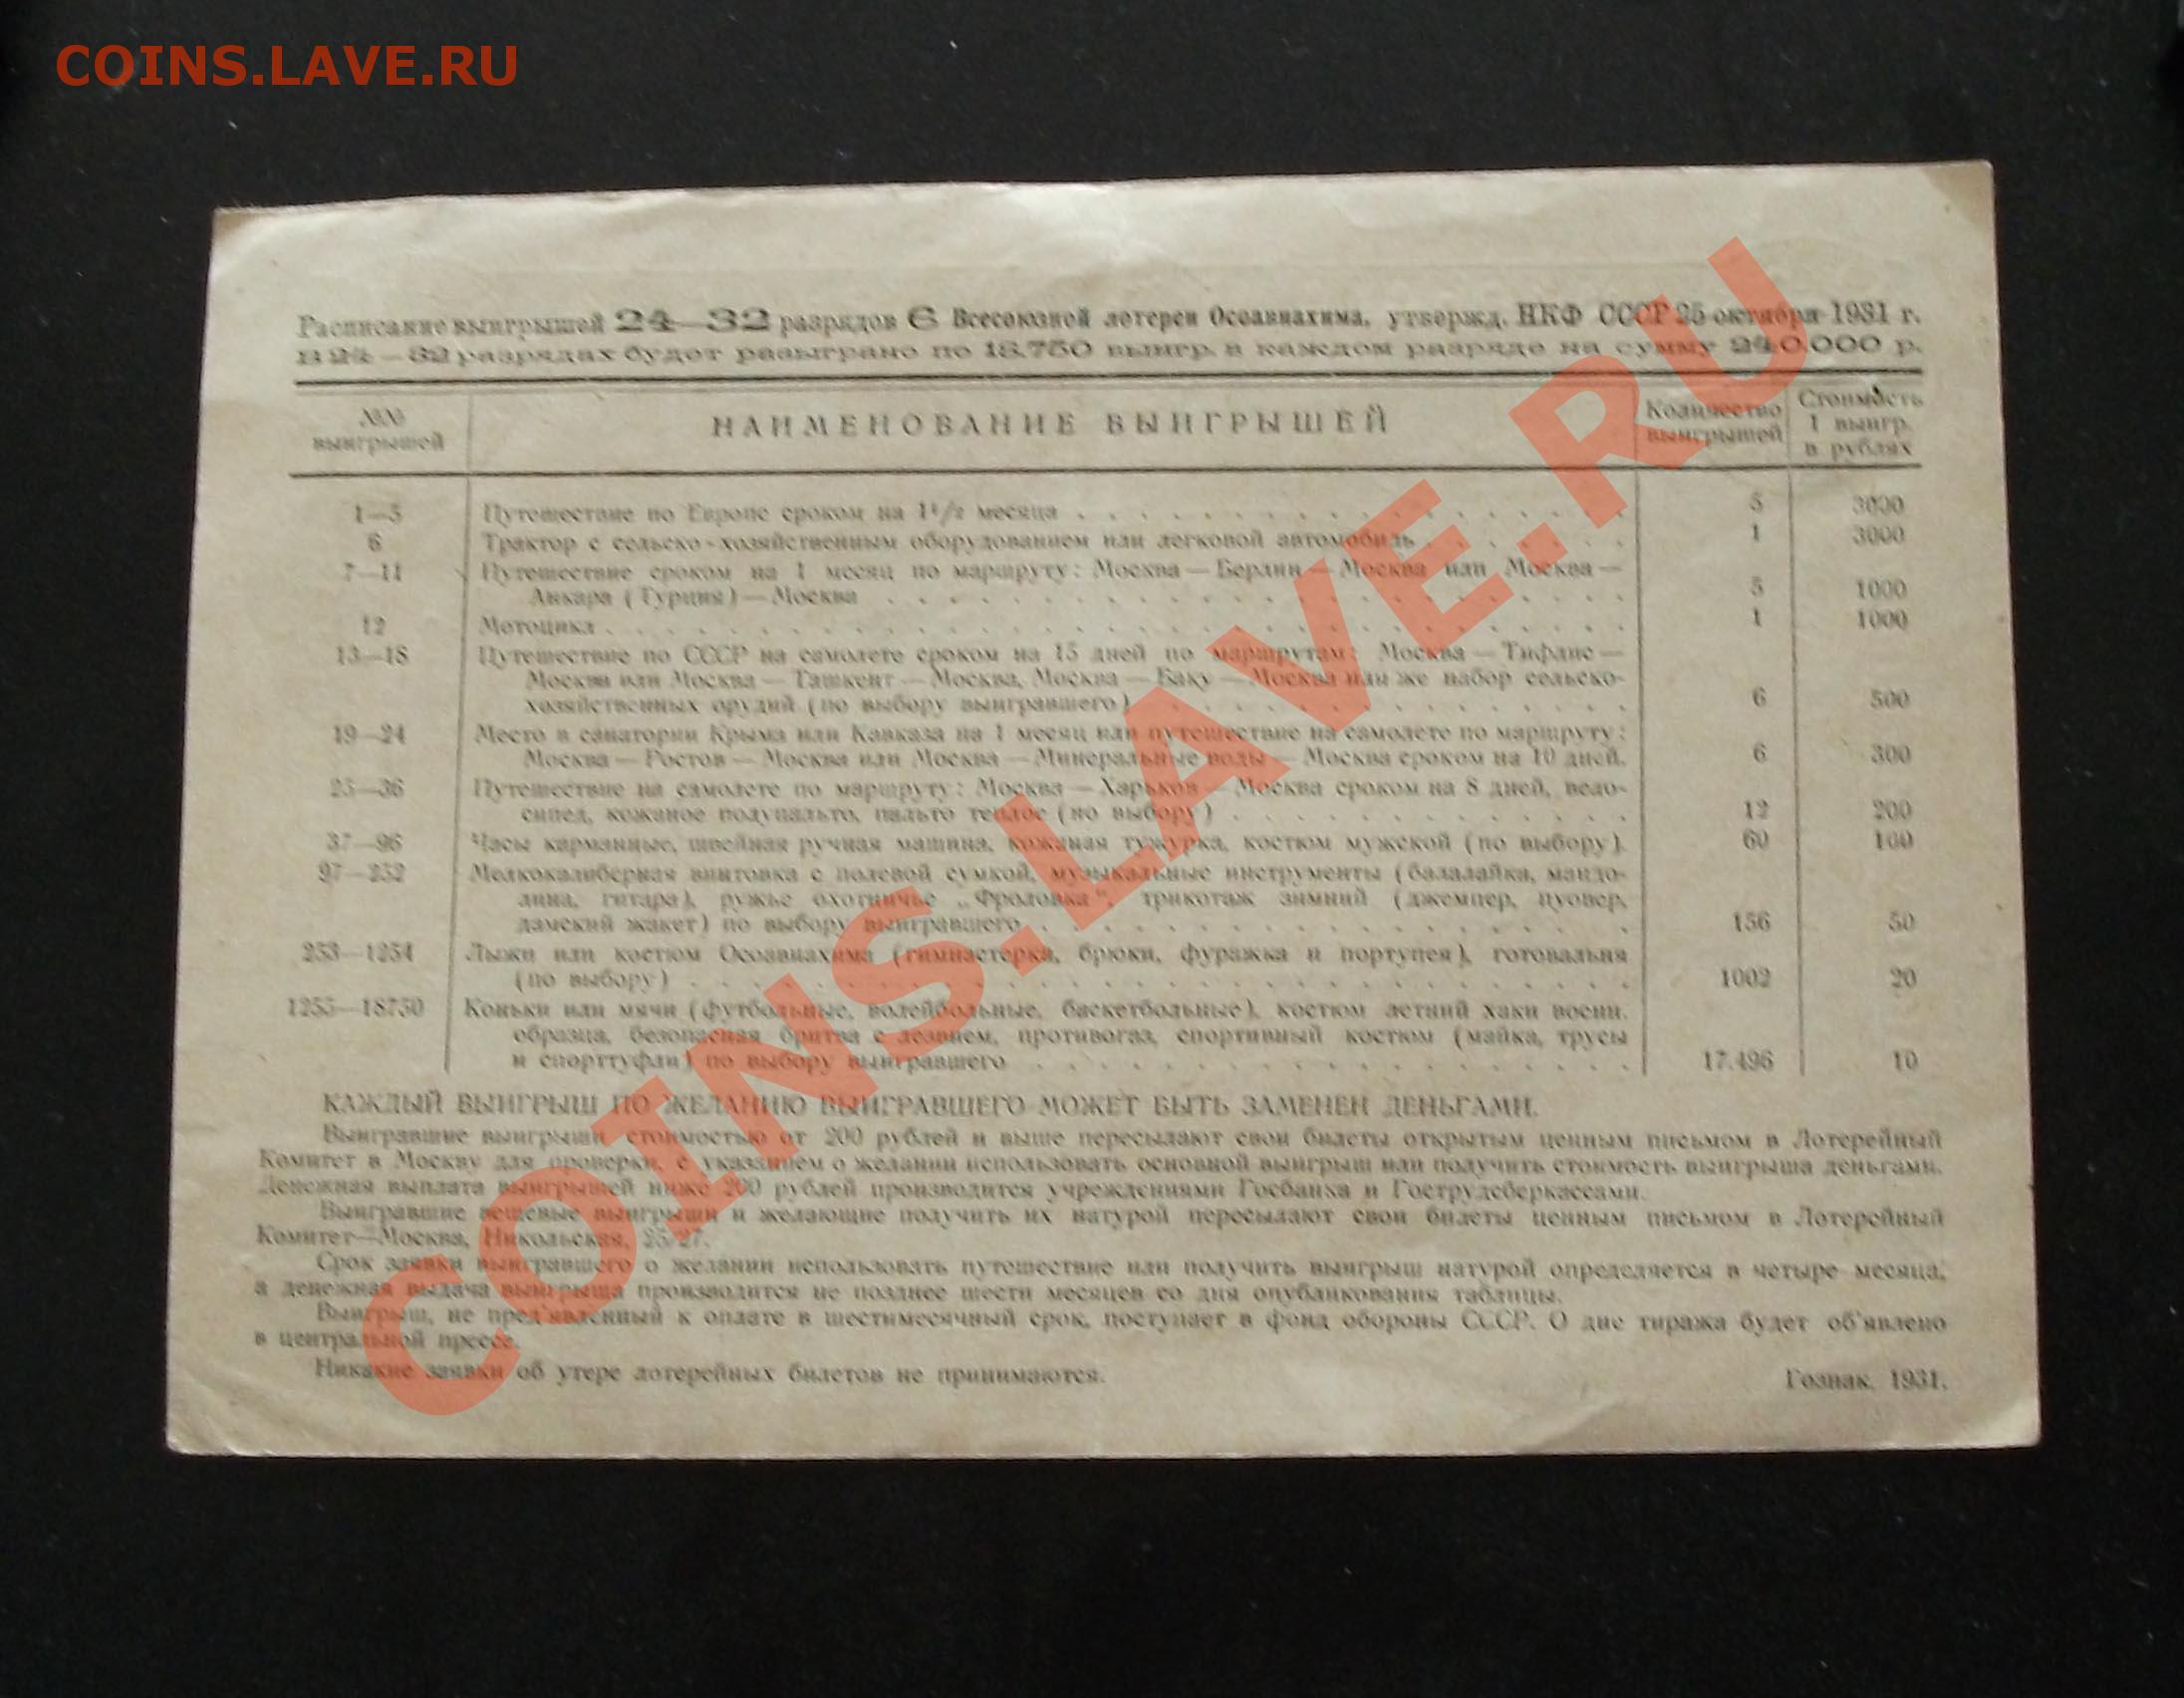 COINS.LAVE.RU
Расписание выигрышей 24—32 разрядов 6 Всесоюзной лотереи Осоавиахима, утвержд. НКФ СССР 25 октября 1931 г.
В 24—32 разрядах будет разыграно по 18.750 выигр. в каждом разряде на сумму 240.000 р.
№№ выигрышей НАИМЕНОВАНИЕ ВЫИГРЫШЕЙ Количество выигрышей Стоимость 1 выигр. в рублях
1—5 Путешествие по Европе сроком на 1½ месяца 5 3000
6 Трактор с сельско-хозяйственным оборудованием или легковой автомобиль 1 3000
7—11 Путешествие сроком на 1 месяц по маршруту: Москва—Берлин—Москва или Москва—
Анкара (Турция)—Москва 5 1000
12 Мотоцикл 1 1000
13—18 Путешествие по СССР на самолете сроком на 15 дней по маршрутам: Москва—Тифлис—
Москва или Москва—Ташкент—Москва, Москва—Баку—Москва или же набор сельско-
хозяйственных орудий (по выбору выигравшего) 6 500
19—24 Место в санатории Крыма или Кавказа на 1 месяц или путешествие на самолете по маршруту:
Москва—Ростов—Москва или Москва—Минеральные воды—Москва сроком на 10 дней. 6 300
25—36 Путешествие на самолете по маршруту: Москва—Харьков—Москва сроком на 8 дней, вело-
сипед, кожаное полупальто, пальто теплое (по выбору) 12 200
37—96 Часы карманные, швейная ручная машина, кожаная тужурка, костюм мужской (по выбору). 60 100
97—252 Мелкокалиберная винтовка с полевой сумкой, музыкальные инструменты (балалайка, мандо-
лина, гитара), ружье охотничье „Фроловка“, трикотаж зимний (джемпер, пуовер,
дамский жакет) по выбору выигравшего 156 50
253—1254 Лыжи или костюм Осоавиахима (гимнастерка, брюки, фуражка и портупея), готовальня
(по выбору) 1002 20
1255—18750 Коньки или мячи (футбольные, волейбольные, баскетбольные), костюм летний хаки воени.
образца, безопасная бритва с лезвием, противогаз, спортивный костюм (майка, трусы
и спорттуфли) по выбору выигравшего 17.496 10
КАЖДЫЙ ВЫИГРЫШ ПО ЖЕЛАНИЮ ВЫИГРАВШЕГО МОЖЕТ БЫТЬ ЗАМЕНЕН ДЕНЬГАМИ.
Выигравшие выигрыши, стоимостью от 200 рублей и выше пересылают свои билеты открытым ценным письмом в Лотерейный
Комитет в Москву для проверки, с указанием о желании использовать основной выигрыш или получить стоимость выигрыша деньгами.
Денежная выплата выигрышей ниже 200 рублей производится учреждениями Госбанка и Гострудсберкассами.
Выигравшие вещевые выигрыши и желающие получить их натурой пересылают свои билеты ценным письмом в Лотерейный
Комитет—Москва, Никольская, 25/27.
Срок заявки выигравшего о желании использовать путешествие или получить выигрыш натурой определяется в четыре месяца,
а денежная выдача выигрыша производится не позднее шести месяцев со дня опубликования таблицы.
Выигрыш, не пред'явленный к оплате в шестимесячный срок, поступает в фонд обороны СССР. О дне тиража будет об'явлено
в центральной прессе.
Никакие заявки об утере лотерейных билетов не принимаются. Гознак. 1931.
COINS.LAVE.RU